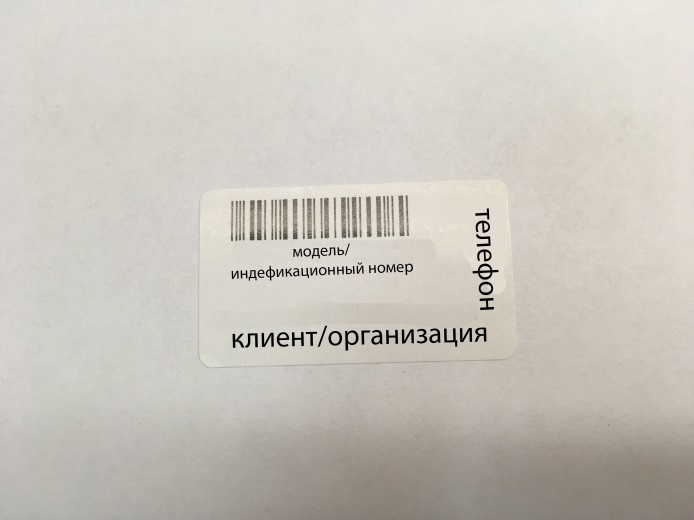 модель/
индефикационный номер
клиент/организация
телефон